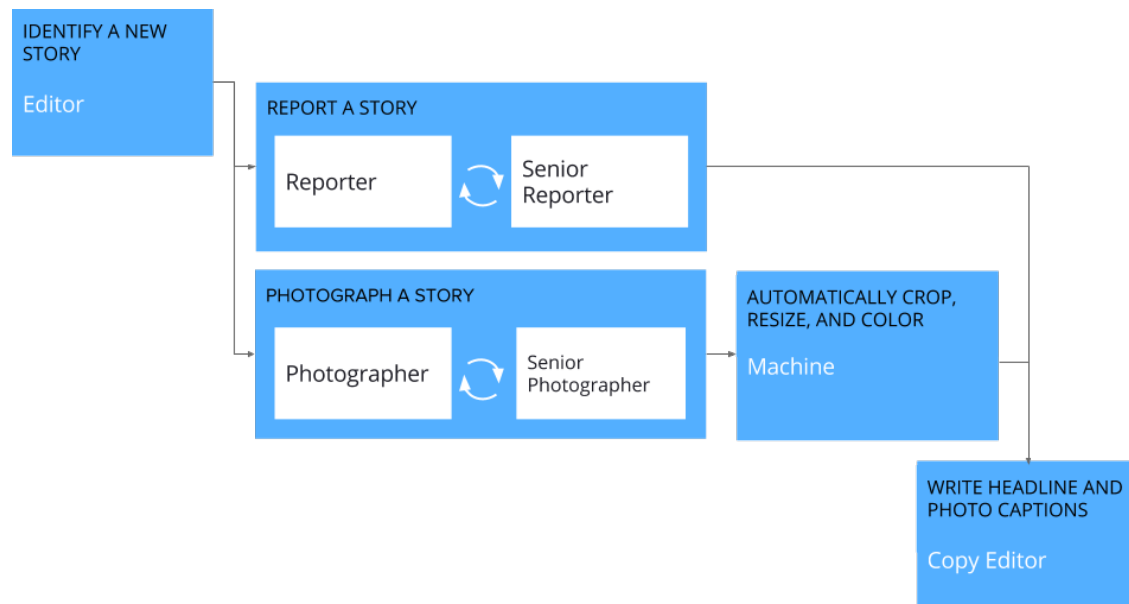 IDENTIFY A NEW
STORY
Editor
REPORT A STORY
Reporter
Senior
Reporter
PHOTOGRAPH A STORY
Photographer
Senior
Photographer
AUTOMATICALLY CROP,
RESIZE, AND COLOR
Machine
WRITE HEADLINE AND
PHOTO CAPTIONS
Copy Editor